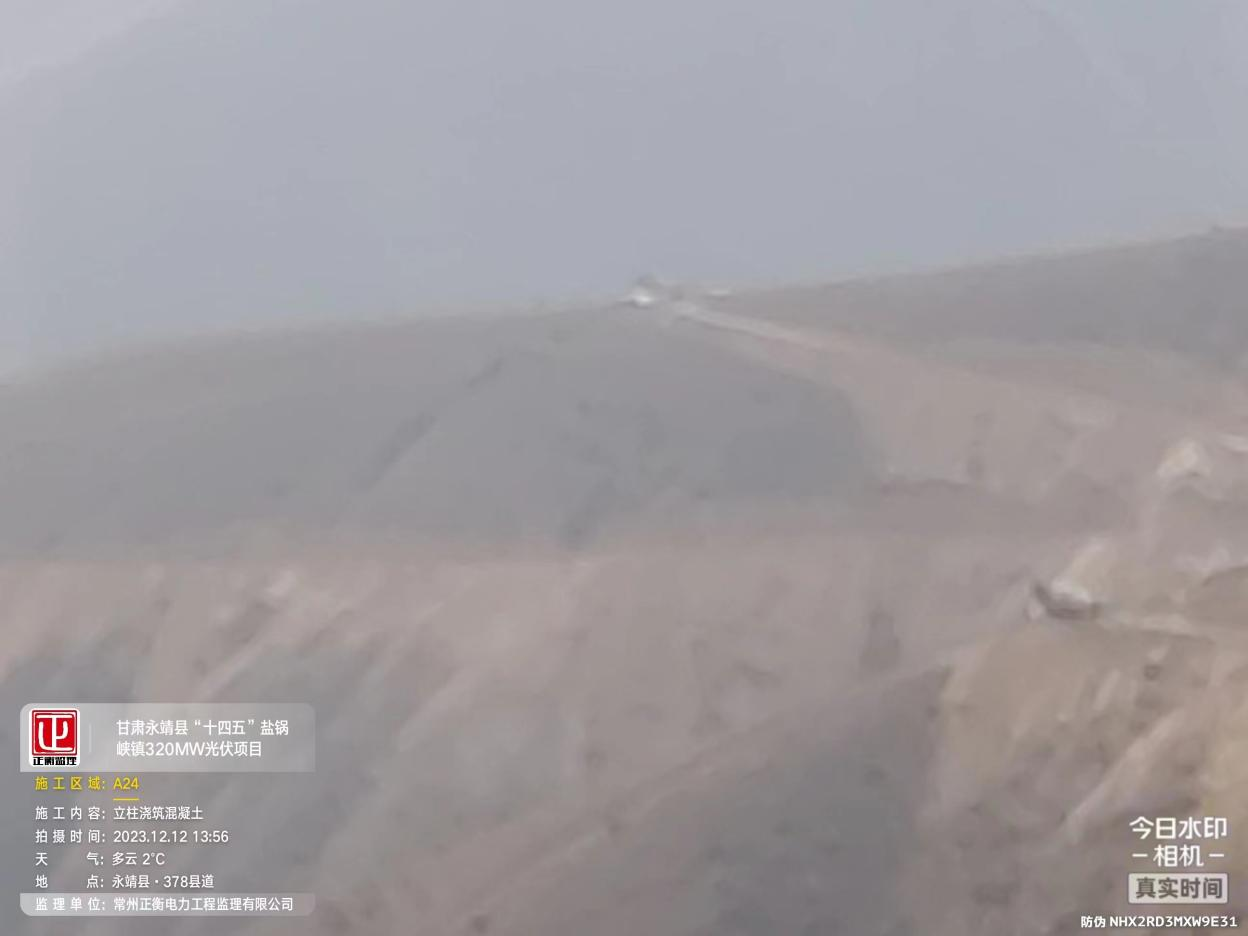 甘肃永靖县“十四五”盐锅
峡镇320MW光伏项目
正衡监理
施工区域：A24
施工内容：立柱浇筑混凝土
拍摄时间：2023.12.12 13:56
天气：多云 2℃
地点：永靖县·378县道
监理单位：常州正衡电力工程监理有限公司
今日水印
相机
真实时间
防伪 NHX2RD3MXW9E31